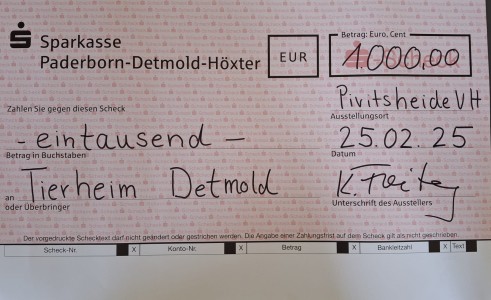 Sparkasse
Paderborn-Detmold-Höxter
EUR
Betrag: Euro, Cent
1000,00
Zahlen Sie gegen diesen Scheck
Pivitsheide VH
Ausstellungsort
- eintausend -
25.02.25
Betrag in Buchstaben
Datum
an
Tierheim Detmold
oder Überbringer
Unterschrift des Ausstellers
Der vorgedruckte Schecktext darf nicht geändert oder gestrichen werden. Die Angabe einer Zahlungsfrist auf dem Scheck gilt als nicht geschrieben.
Scheck-Nr. X Konto-Nr. X Betrag X Bankleitzahl X Text